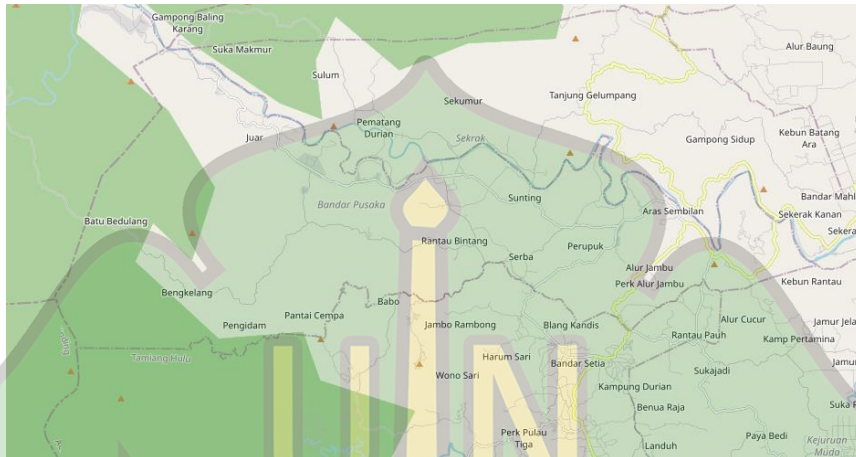 Gampong Baling
Karang
Suka Makmur
Alur Baung
Sulum
Tanjung Gelumpang
Sekumur
Pematang
Durian
Juar
Sekrak
Gampong Sidup
Kebun Batang
Ara
Bandar Pusaka
Sunting
Bandar Mahl
Aras Sembilan
Sekerak Kanan
Batu Bedulang
Sekera
Rantau Bintang
Perupuk
Serba
Alur Jambu
Perk Alur Jambu
Kebun Rantau
Bengkelang
Babo
Pantai Cempa
Pengidam
Jambo Rambong
Blang Kandis
Alur Cucur
Jamur Jela
Rantau Pauh
Kamp Pertamina
Tamiang Hulu
Harum Sari
Bandar Setia
Jamu
Wono Sari
Sukajadi
Kampung Durian
Benua Raja
Suka R
Perk Pulau
Tiga
Paya Bedi
Landuh
Kejuruan
Muda
UIN